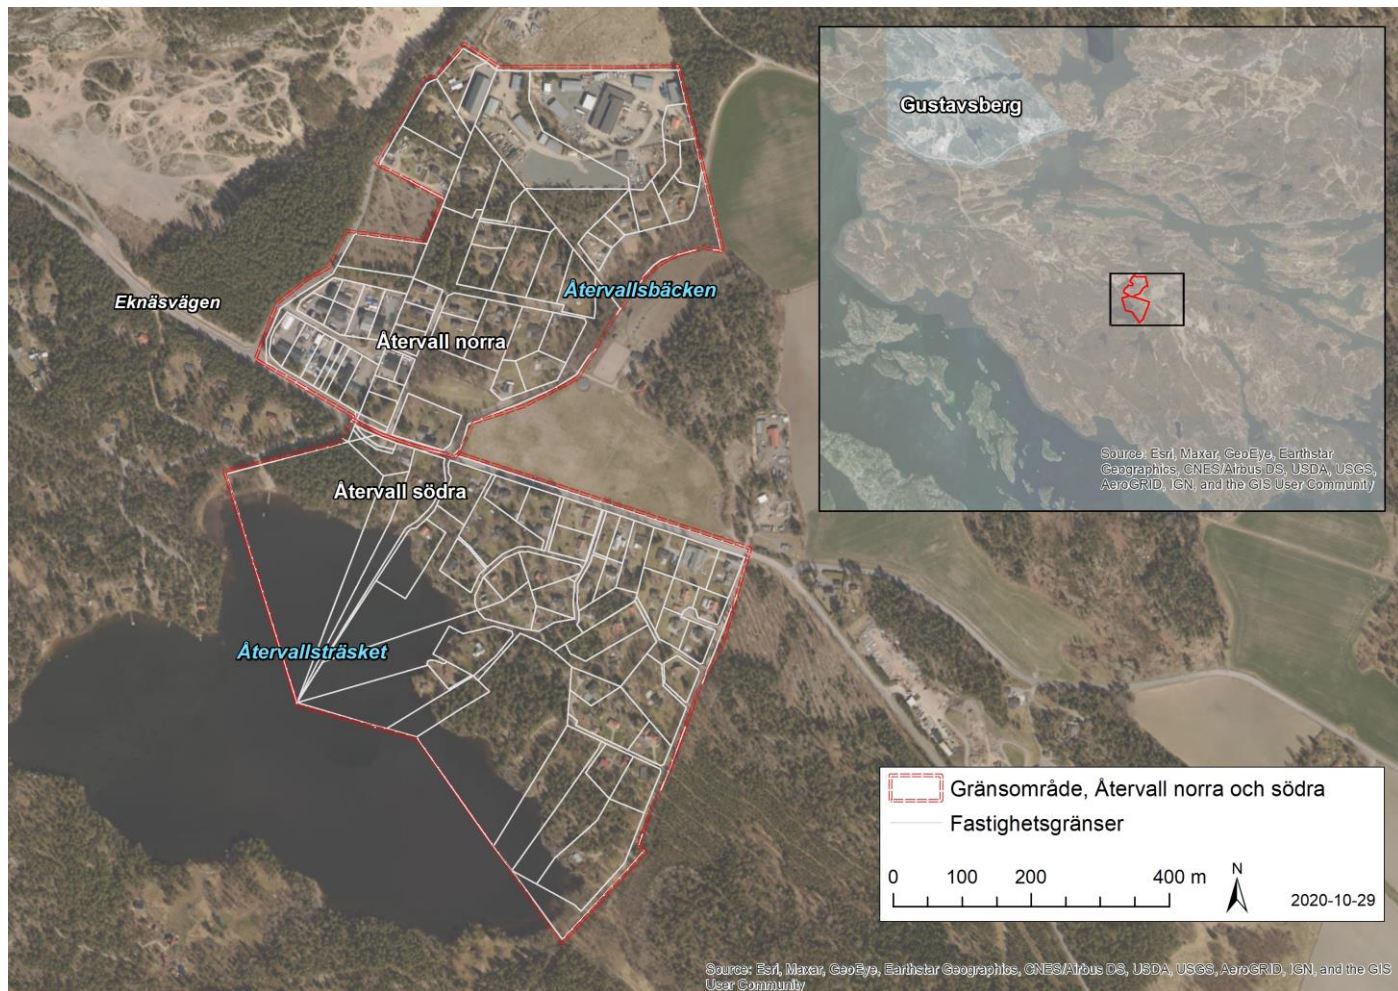 Gustavsberg
Source: Esri, Maxar, GeoEye, Earthstar
Geographics, CNES/Airbus DS, USDA, USGS,
AeroGRID, IGN, and the GIS User Community
Återvallsbäcken
Eknäsvägen
Återvall norra
Återvall södra
Återvallsträsket
Gränsområde, Återvall norra och södra
Fastighetsgränser
0 100 200 400 m
N
2020-10-29
Source: Esri, Maxar, GeoEye, Earthstar Geographics, CNES/Airbus DS, USDA, USGS, AeroGRID, IGN, and the GIS
User Community